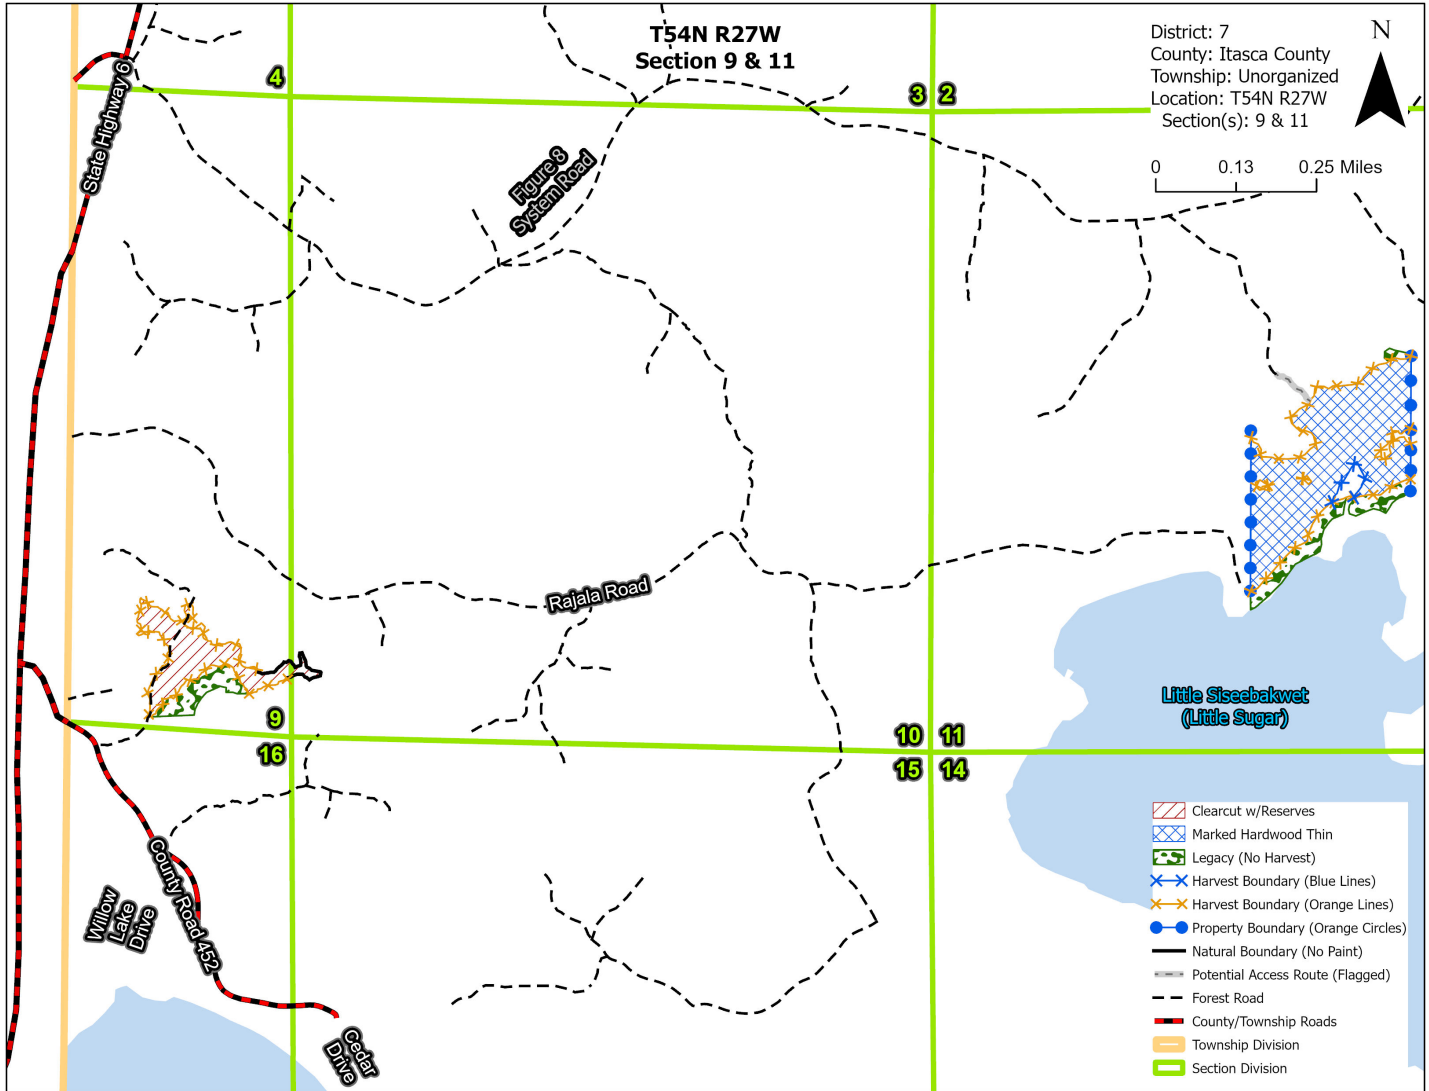 T54N R27W
Section 9 & 11
District: 7
County: Itasca County
Township: Unorganized
Location: T54N R27W
Section(s): 9 & 11
N
0 0.13 0.25 Miles
4
3 2
State Highway 6
Figure 8
System Road
Rajala Road
9
16
10 11
15 14
Little Siseebakwet
(Little Sugar)
County Road 452
Willow
Lake
Drive
Cedar
Drive
Clearcut w/Reserves
Marked Hardwood Thin
Legacy (No Harvest)
Harvest Boundary (Blue Lines)
Harvest Boundary (Orange Lines)
Property Boundary (Orange Circles)
Natural Boundary (No Paint)
Potential Access Route (Flagged)
Forest Road
County/Township Roads
Township Division
Section Division